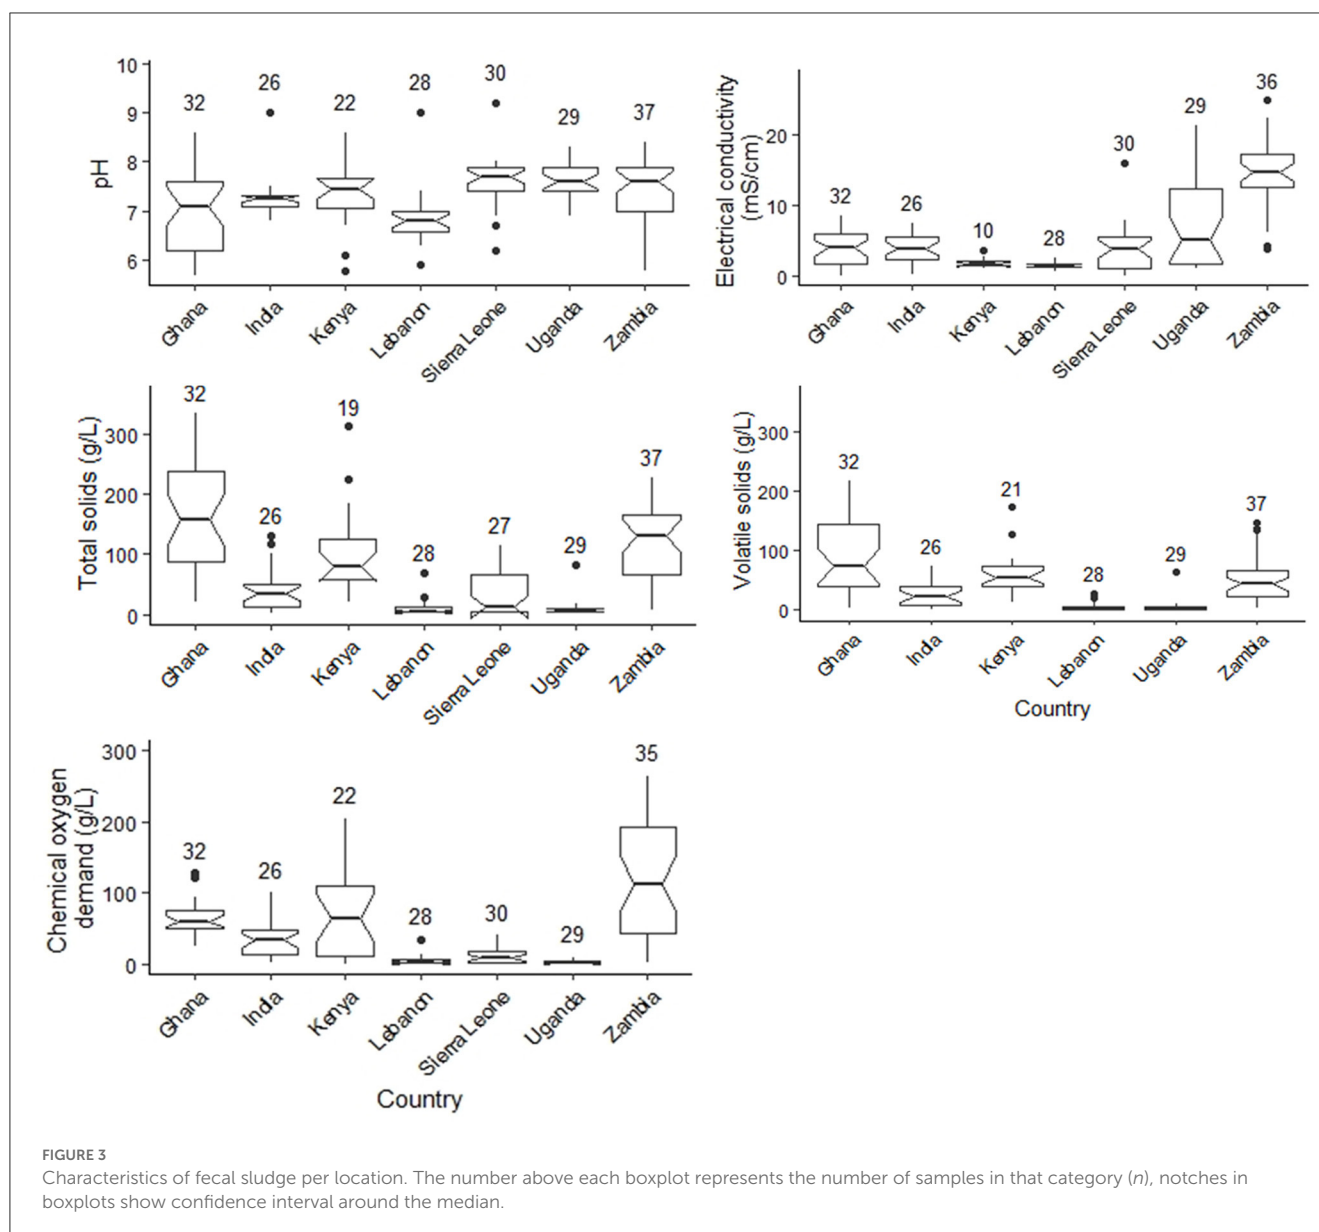 pH
10
9
8
7
6
32
26
22
28
30
29
37
Ghana
India
Kenya
Lebanon
Sierra Leone
Uganda
Zambia
Electrical conductivity
(mS/cm)
20
10
0
32
26
10
28
30
29
36
Ghana
India
Kenya
Lebanon
Sierra Leone
Uganda
Zambia
Total solids (g/L)
300
200
100
0
32
26
19
28
27
29
37
Ghana
India
Kenya
Lebanon
Sierra Leone
Uganda
Zambia
Volatile solids (g/L)
300
200
100
0
32
26
21
28
29
37
Ghana
India
Kenya
Lebanon
Uganda
Zambia
Country
Chemical oxygen
demand (g/L)
300
200
100
0
32
26
22
28
30
29
35
Ghana
India
Kenya
Lebanon
Sierra Leone
Uganda
Zambia
Country
FIGURE 3
Characteristics of fecal sludge per location. The number above each boxplot represents the number of samples in that category (n), notches in
boxplots show confidence interval around the median.